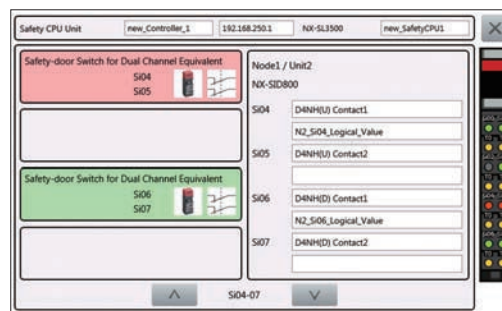 Safety CPU Unit new_Controller_1 192.168.250.1 NX-SL3500 new_SafetyCPU1
Safety-door Switch for Dual Channel Equivalent
Si04
Si05
Safety-door Switch for Dual Channel Equivalent
Si06
Si07
Node1 / Unit2
NX-SID800
Si04 D4NH(U) Contact1
N2_Si04_Logical_Value
Si05 D4NH(U) Contact2
Si06 D4NH(D) Contact1
N2_Si06_Logical_Value
Si07 D4NH(D) Contact2
Si04-07